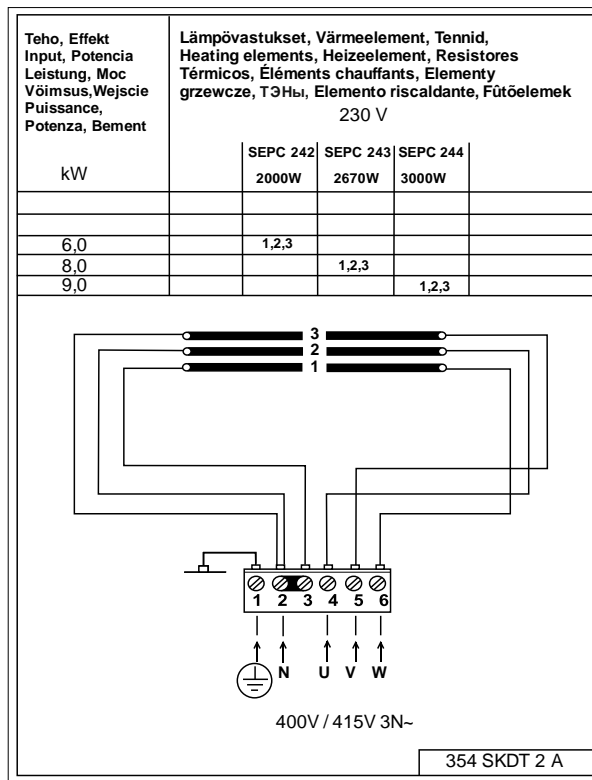 Teho, Effekt
Input, Potencia
Leistung, Moc
Vöimsus,Wejscie
Puissance,
Potenza, Bement
kW
Lämpövastukset, Värmeelement, Tennid,
Heating elements, Heizeelement, Resistores
Térmicos, Éléments chauffants, Elementy
grzewcze, ТЭНы, Elemento riscaldante, Fûtõelemek
230 V
SEPC 242 SEPC 243 SEPC 244
2000W 2670W 3000W
6,0 1,2,3
8,0 1,2,3
9,0 1,2,3
3
2
1
1 2 3 4 5 6
N U V W
400V / 415V 3N~
354 SKDT 2 A